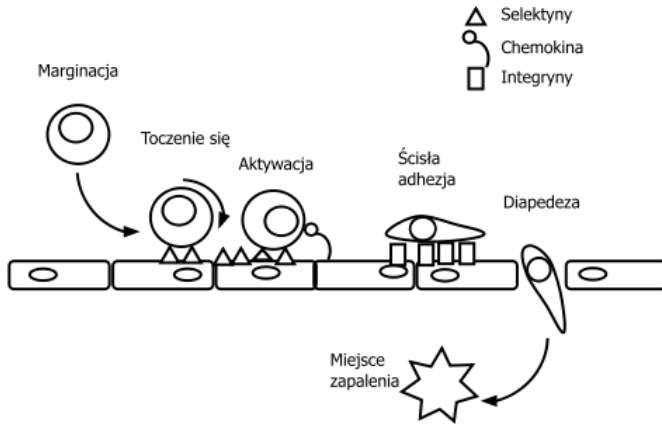 Selektyny
Chemokina
Integryny
Marginacja
Toczenie się
Aktywacja
Ścisła
adhezja
Diapedeza
Miejsce
zapalenia